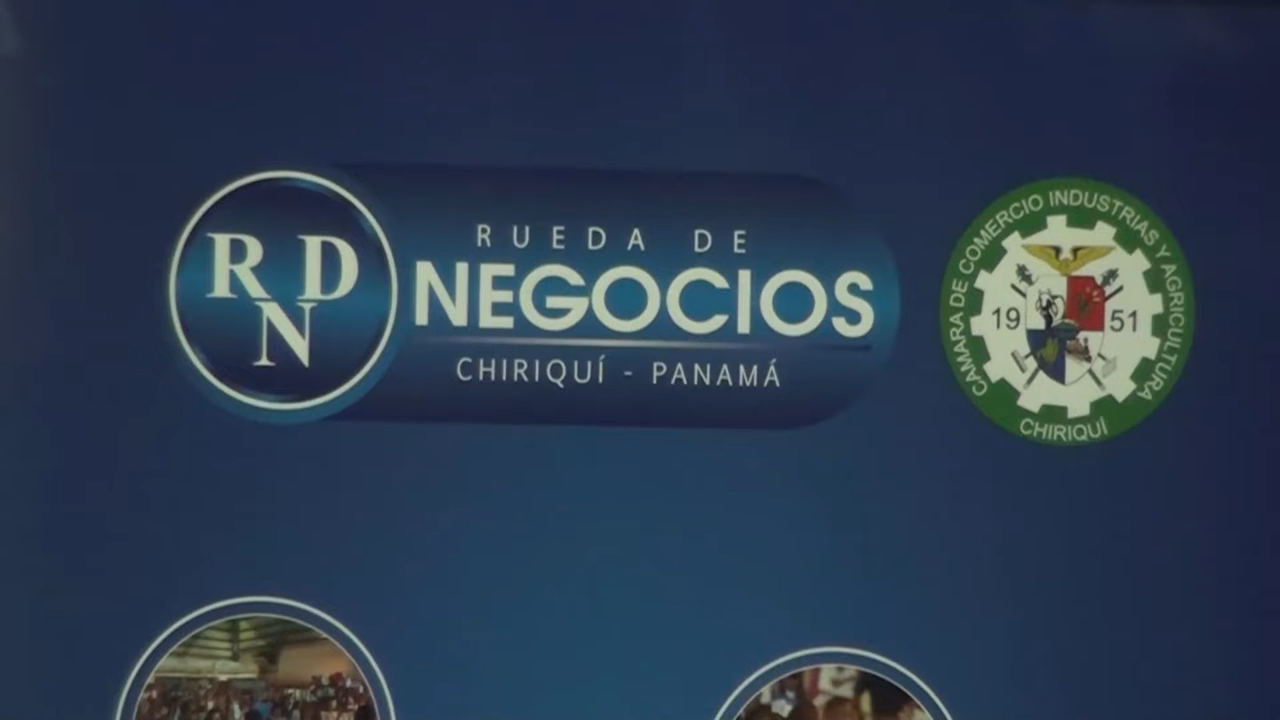 RDN
RUEDA DE
NEGOCIOS
CHIRIQUÍ - PANAMÁ
CAMARA DE COMERCIO INDUSTRIAS Y AGRICULTURA
19 51
CHIRIQUÍ